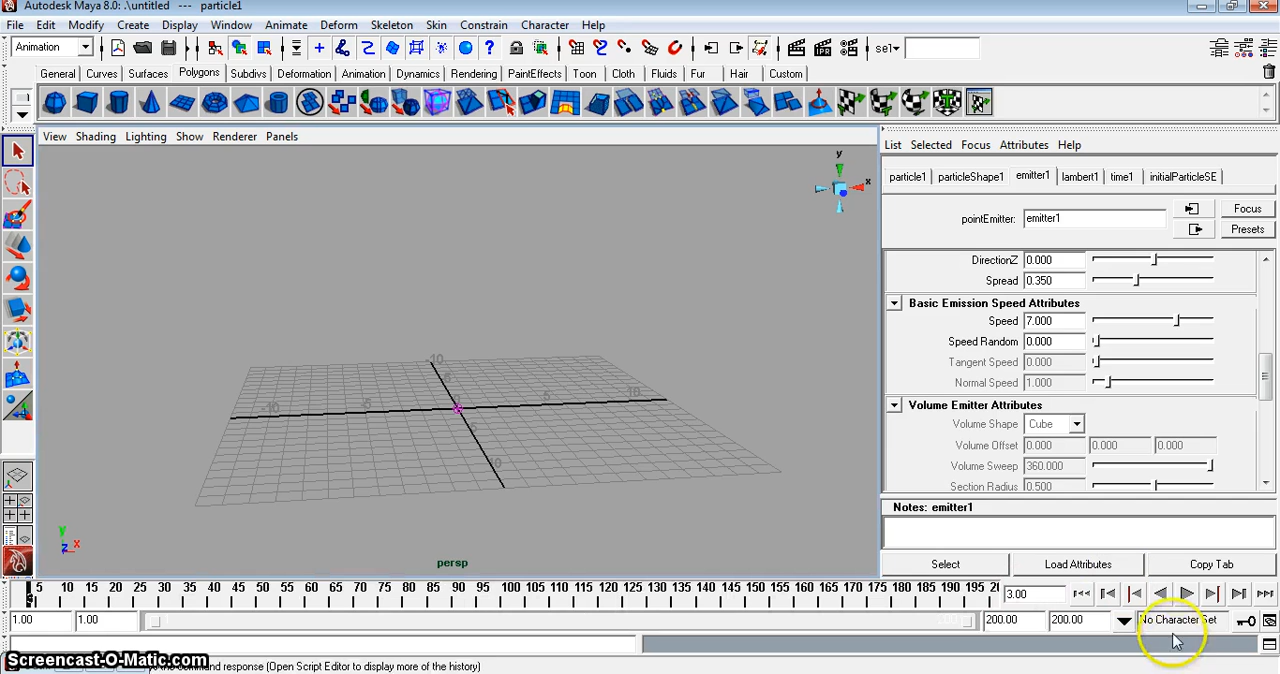 Autodesk Maya 8.0: .\untitled --- particle1
File Edit Modify Create Display Window Animate Deform Skeleton Skin Constrain Character Help
Animation sel
General Curves Surfaces Polygons Subdivs Deformation Animation Dynamics Rendering PaintEffects Toon Cloth Fluids Fur Hair Custom
View Shading Lighting Show Renderer Panels
List Selected Focus Attributes Help
particle1 particleShape1 emitter1 lambert1 time1 initialParticleSE
pointEmitter: emitter1 Focus
Presets
DirectionZ 0.000
Spread 0.350
Basic Emission Speed Attributes
Speed 7.000
Speed Random 0.000
Tangent Speed 0.000
Normal Speed 1.000
Volume Emitter Attributes
Volume Shape Cube
Volume Offset 0.000 0.000 0.000
Volume Sweep 360.000
Section Radius 0.500
Notes: emitter1
Select Load Attributes Copy Tab
y
x
-10
-10 -5 5 10
10
y
z x
persp
5 10 15 20 25 30 35 40 45 50 55 60 65 70 75 80 85 90 95 100 105 110 115 120 125 130 135 140 145 150 155 160 165 170 175 180 185 190 195 3.00
1.00 1.00 200.00 200.00 No Character Set
Screencast-O-Matic.com command response (Open Script Editor to display more of the history)